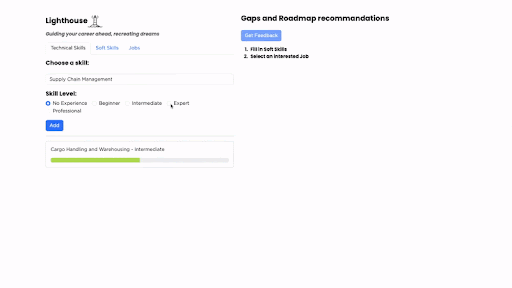 Lighthouse
Guiding your career ahead, recreating dreams
Technical Skills Soft Skills Jobs
Choose a skill:
Supply Chain Management
Skill Level:
No Experience Beginner Intermediate Expert
Professional
Add
Cargo Handling and Warehousing - Intermediate
Gaps and Roadmap recommandations
Get Feedback
1. Fill in Soft Skills
2. Select an Interested Job